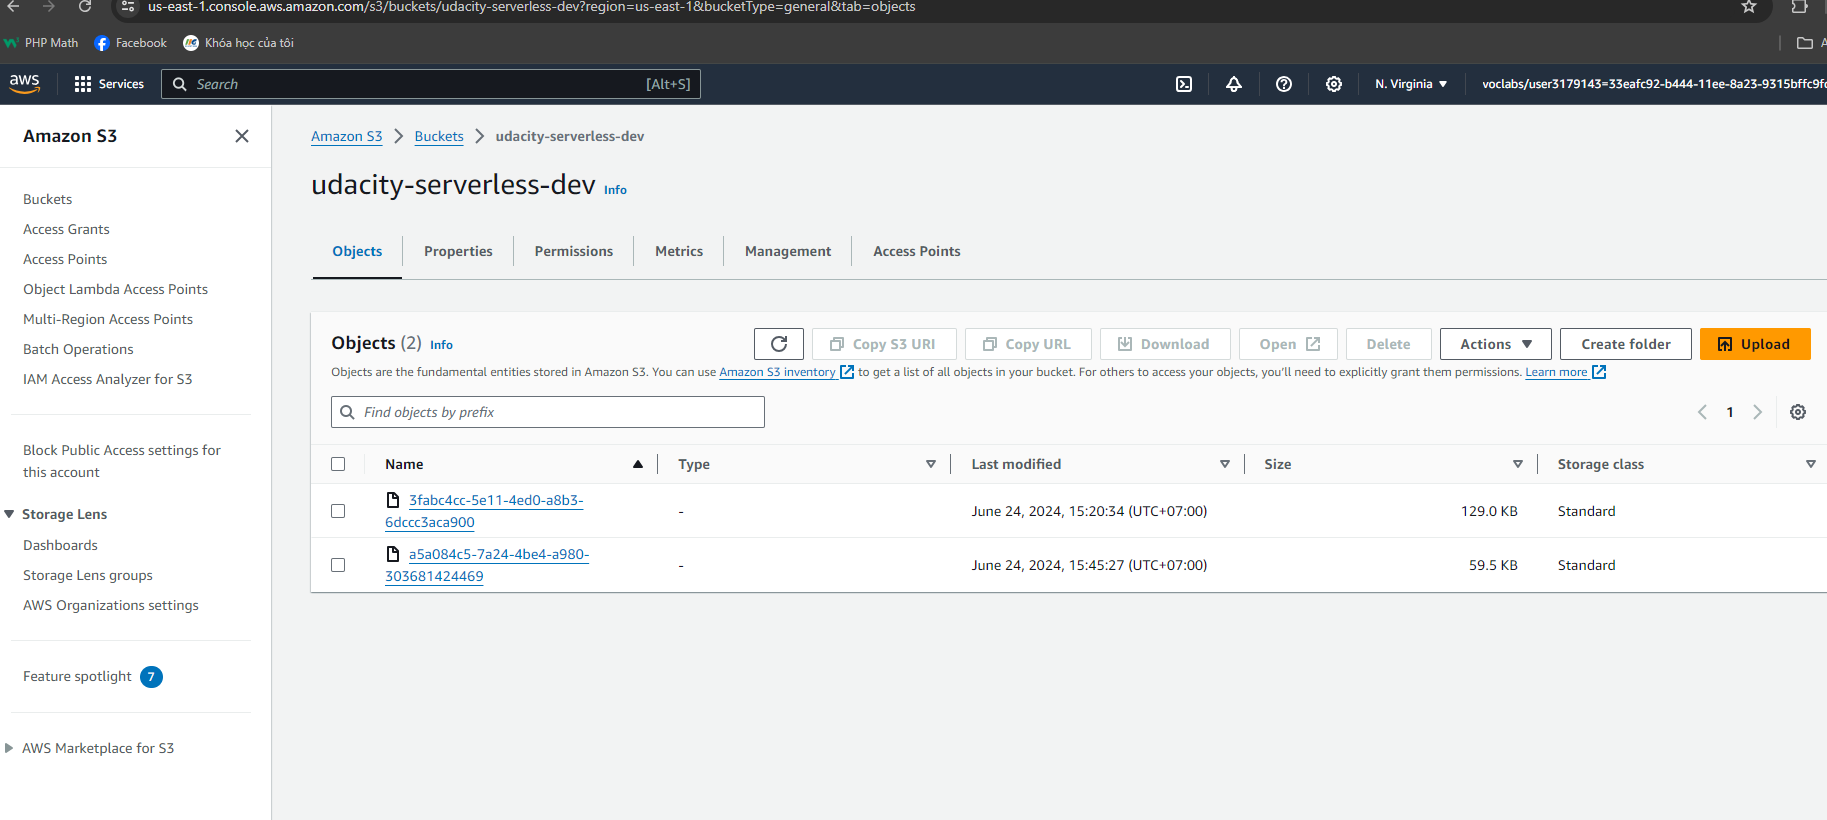 us-east-1.console.aws.amazon.com/s3/buckets/udacity-serverless-dev?region=us-east-1&bucketType=general&tab=objects
PHP Math Facebook Khóa học của tôi
aws Services Search [Alt+S] N. Virginia voclabs/user3179143=33eafc92-b444-11ee-8a23-9315bffc9f
Amazon S3
Buckets
Access Grants
Access Points
Object Lambda Access Points
Multi-Region Access Points
Batch Operations
IAM Access Analyzer for S3
Block Public Access settings for
this account
Storage Lens
Dashboards
Storage Lens groups
AWS Organizations settings
Feature spotlight 7
AWS Marketplace for S3
Amazon S3 > Buckets > udacity-serverless-dev
udacity-serverless-dev Info
Objects Properties Permissions Metrics Management Access Points
Objects (2) Info Copy S3 URI Copy URL Download Open Delete Actions Create folder Upload
Objects are the fundamental entities stored in Amazon S3. You can use Amazon S3 inventory to get a list of all objects in your bucket. For others to access your objects, you'll need to explicitly grant them permissions. Learn more
Find objects by prefix 1
Name Type Last modified Size Storage class
3fabc4cc-5e11-4ed0-a8b3-
6dccc3aca900 - June 24, 2024, 15:20:34 (UTC+07:00) 129.0 KB Standard
a5a084c5-7a24-4be4-a980-
303681424469 - June 24, 2024, 15:45:27 (UTC+07:00) 59.5 KB Standard